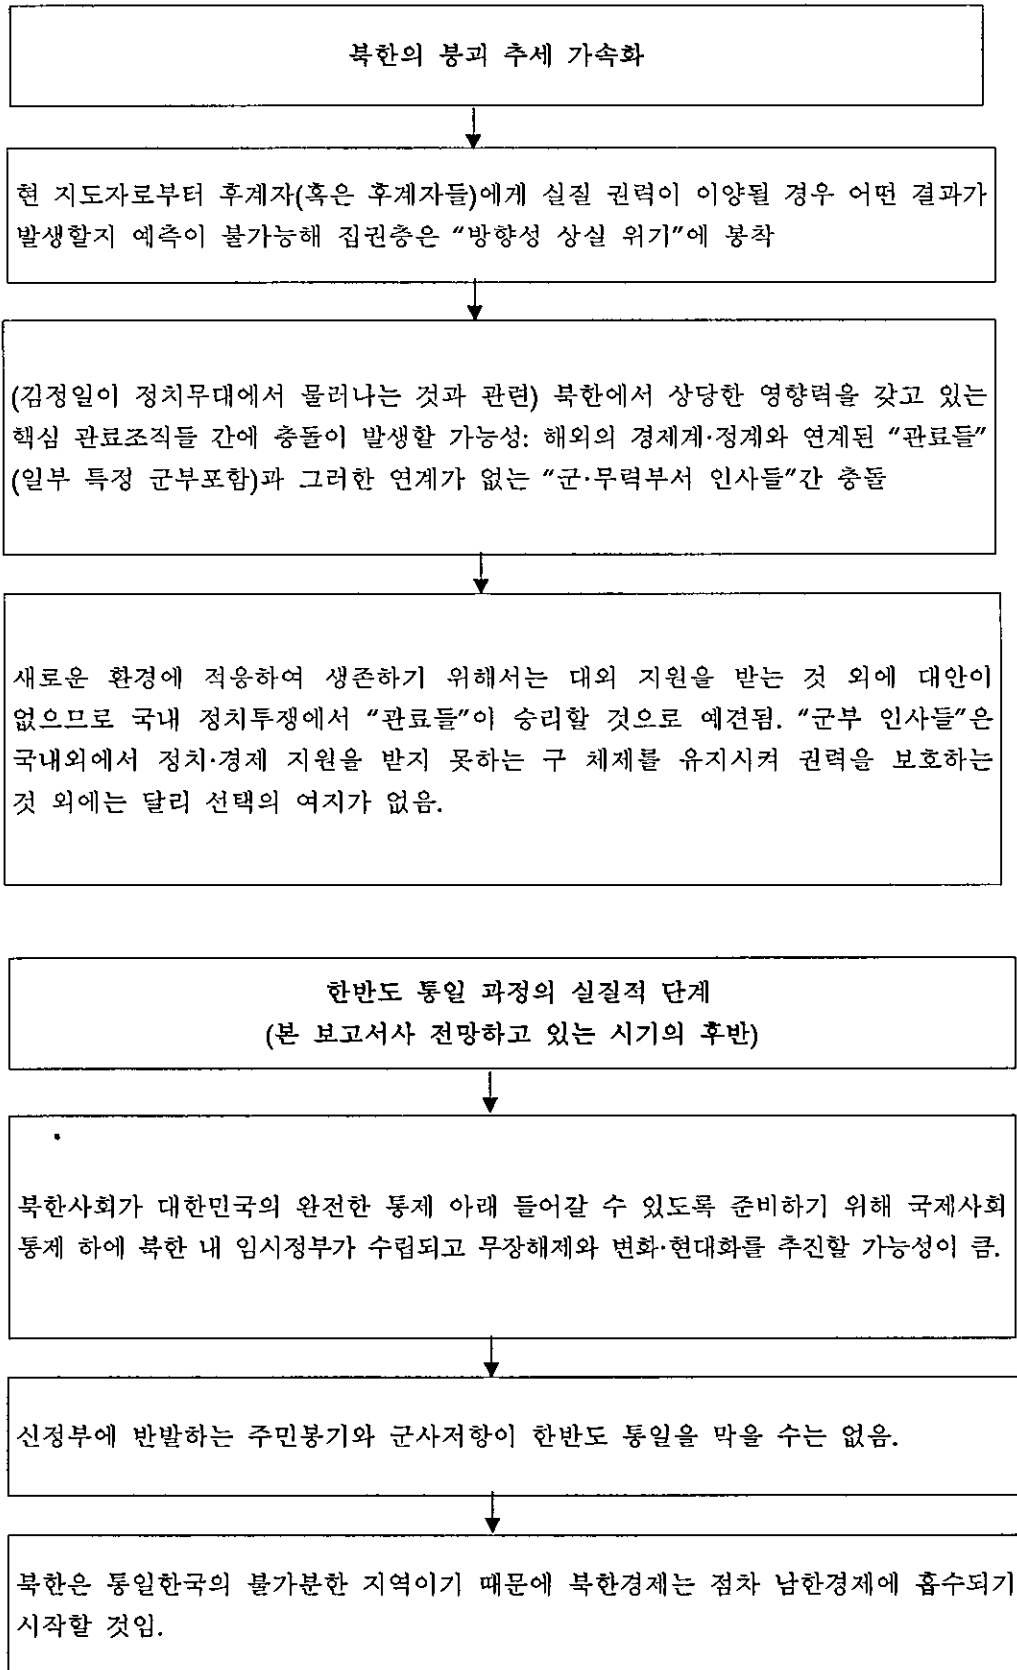 북한의 붕괴 추세 가속화
현 지도자로부터 후계자(혹은 후계자들)에게 실질 권력이 이양될 경우 어떤 결과가
발생할지 예측이 불가능해 집권층은 "방향성 상실 위기"에 봉착
(김정일이 정치무대에서 물러나는 것과 관련) 북한에서 상당한 영향력을 갖고 있는
핵심 관료조직들 간에 충돌이 발생할 가능성: 해외의 경제계·정계와 연계된 "관료들"
(일부 특정 군부포함)과 그러한 연계가 없는 "군·무력부서 인사들"간 충돌
새로운 환경에 적응하여 생존하기 위해서는 대외 지원을 받는 것 외에 대안이
없으므로 국내 정치투쟁에서 "관료들"이 승리할 것으로 예견됨. "군부 인사들"은
국내외에서 정치·경제 지원을 받지 못하는 구 체제를 유지시켜 권력을 보호하는
것 외에는 달리 선택의 여지가 없음.
한반도 통일 과정의 실질적 단계
(본 보고서사 전망하고 있는 시기의 후반)
북한사회가 대한민국의 완전한 통제 아래 들어갈 수 있도록 준비하기 위해 국제사회
통제 하에 북한 내 임시정부가 수립되고 무장해제와 변화·현대화를 추진할 가능성이 큼.
신정부에 반발하는 주민봉기와 군사저항이 한반도 통일을 막을 수는 없음.
북한은 통일한국의 불가분한 지역이기 때문에 북한경제는 점차 남한경제에 흡수되기
시작할 것임.